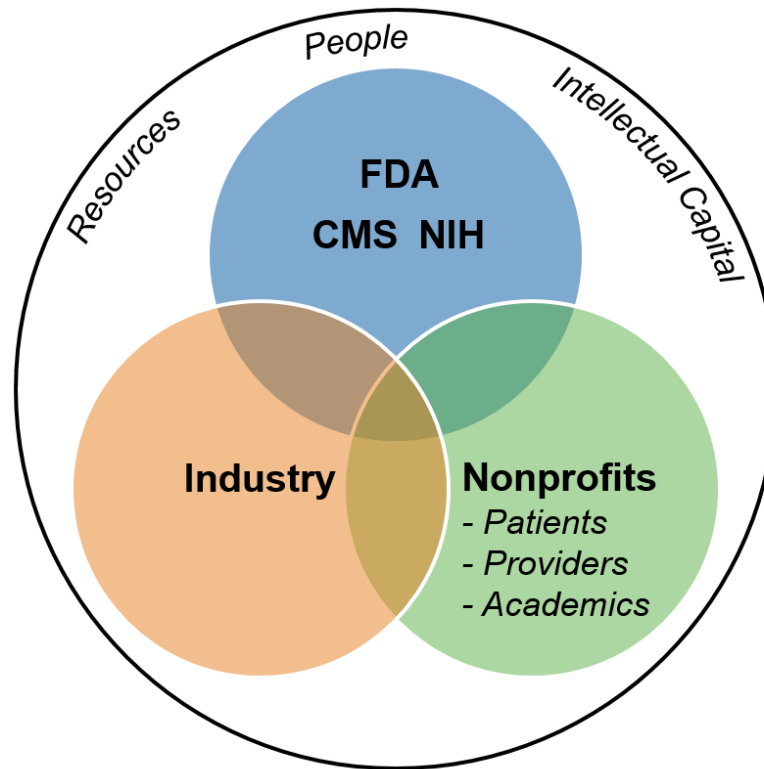 People
Resources
Intellectual Capital
FDA
CMS NIH
Industry
Nonprofits
- Patients
- Providers
- Academics